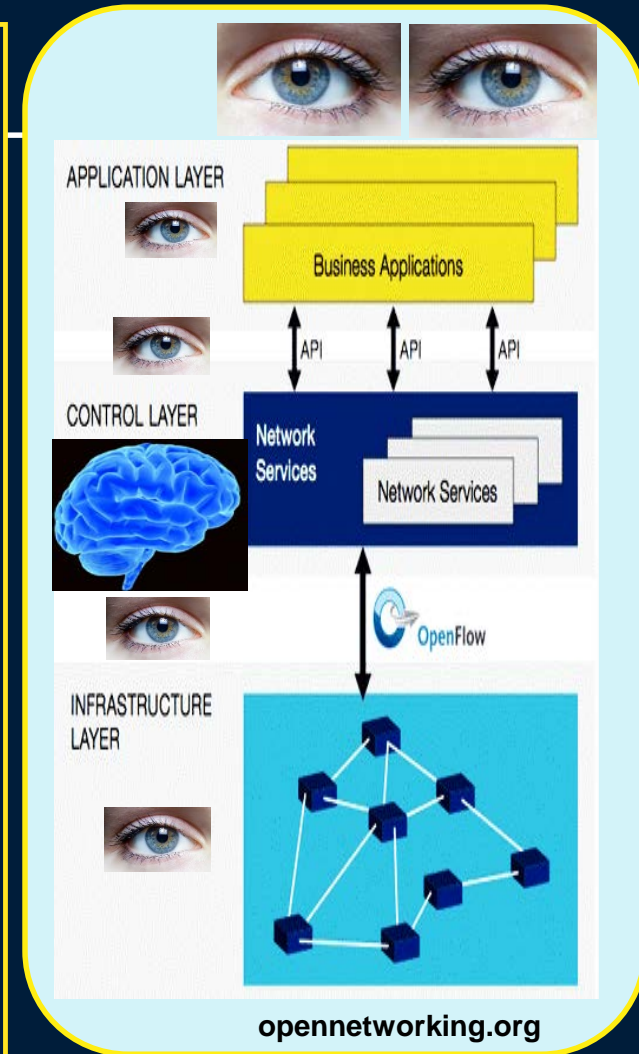 APPLICATION LAYER
Business Applications
API
API
API
CONTROL LAYER
Network
Services
Network Services
OpenFlow
INFRASTRUCTURE
LAYER
opennetworking.org